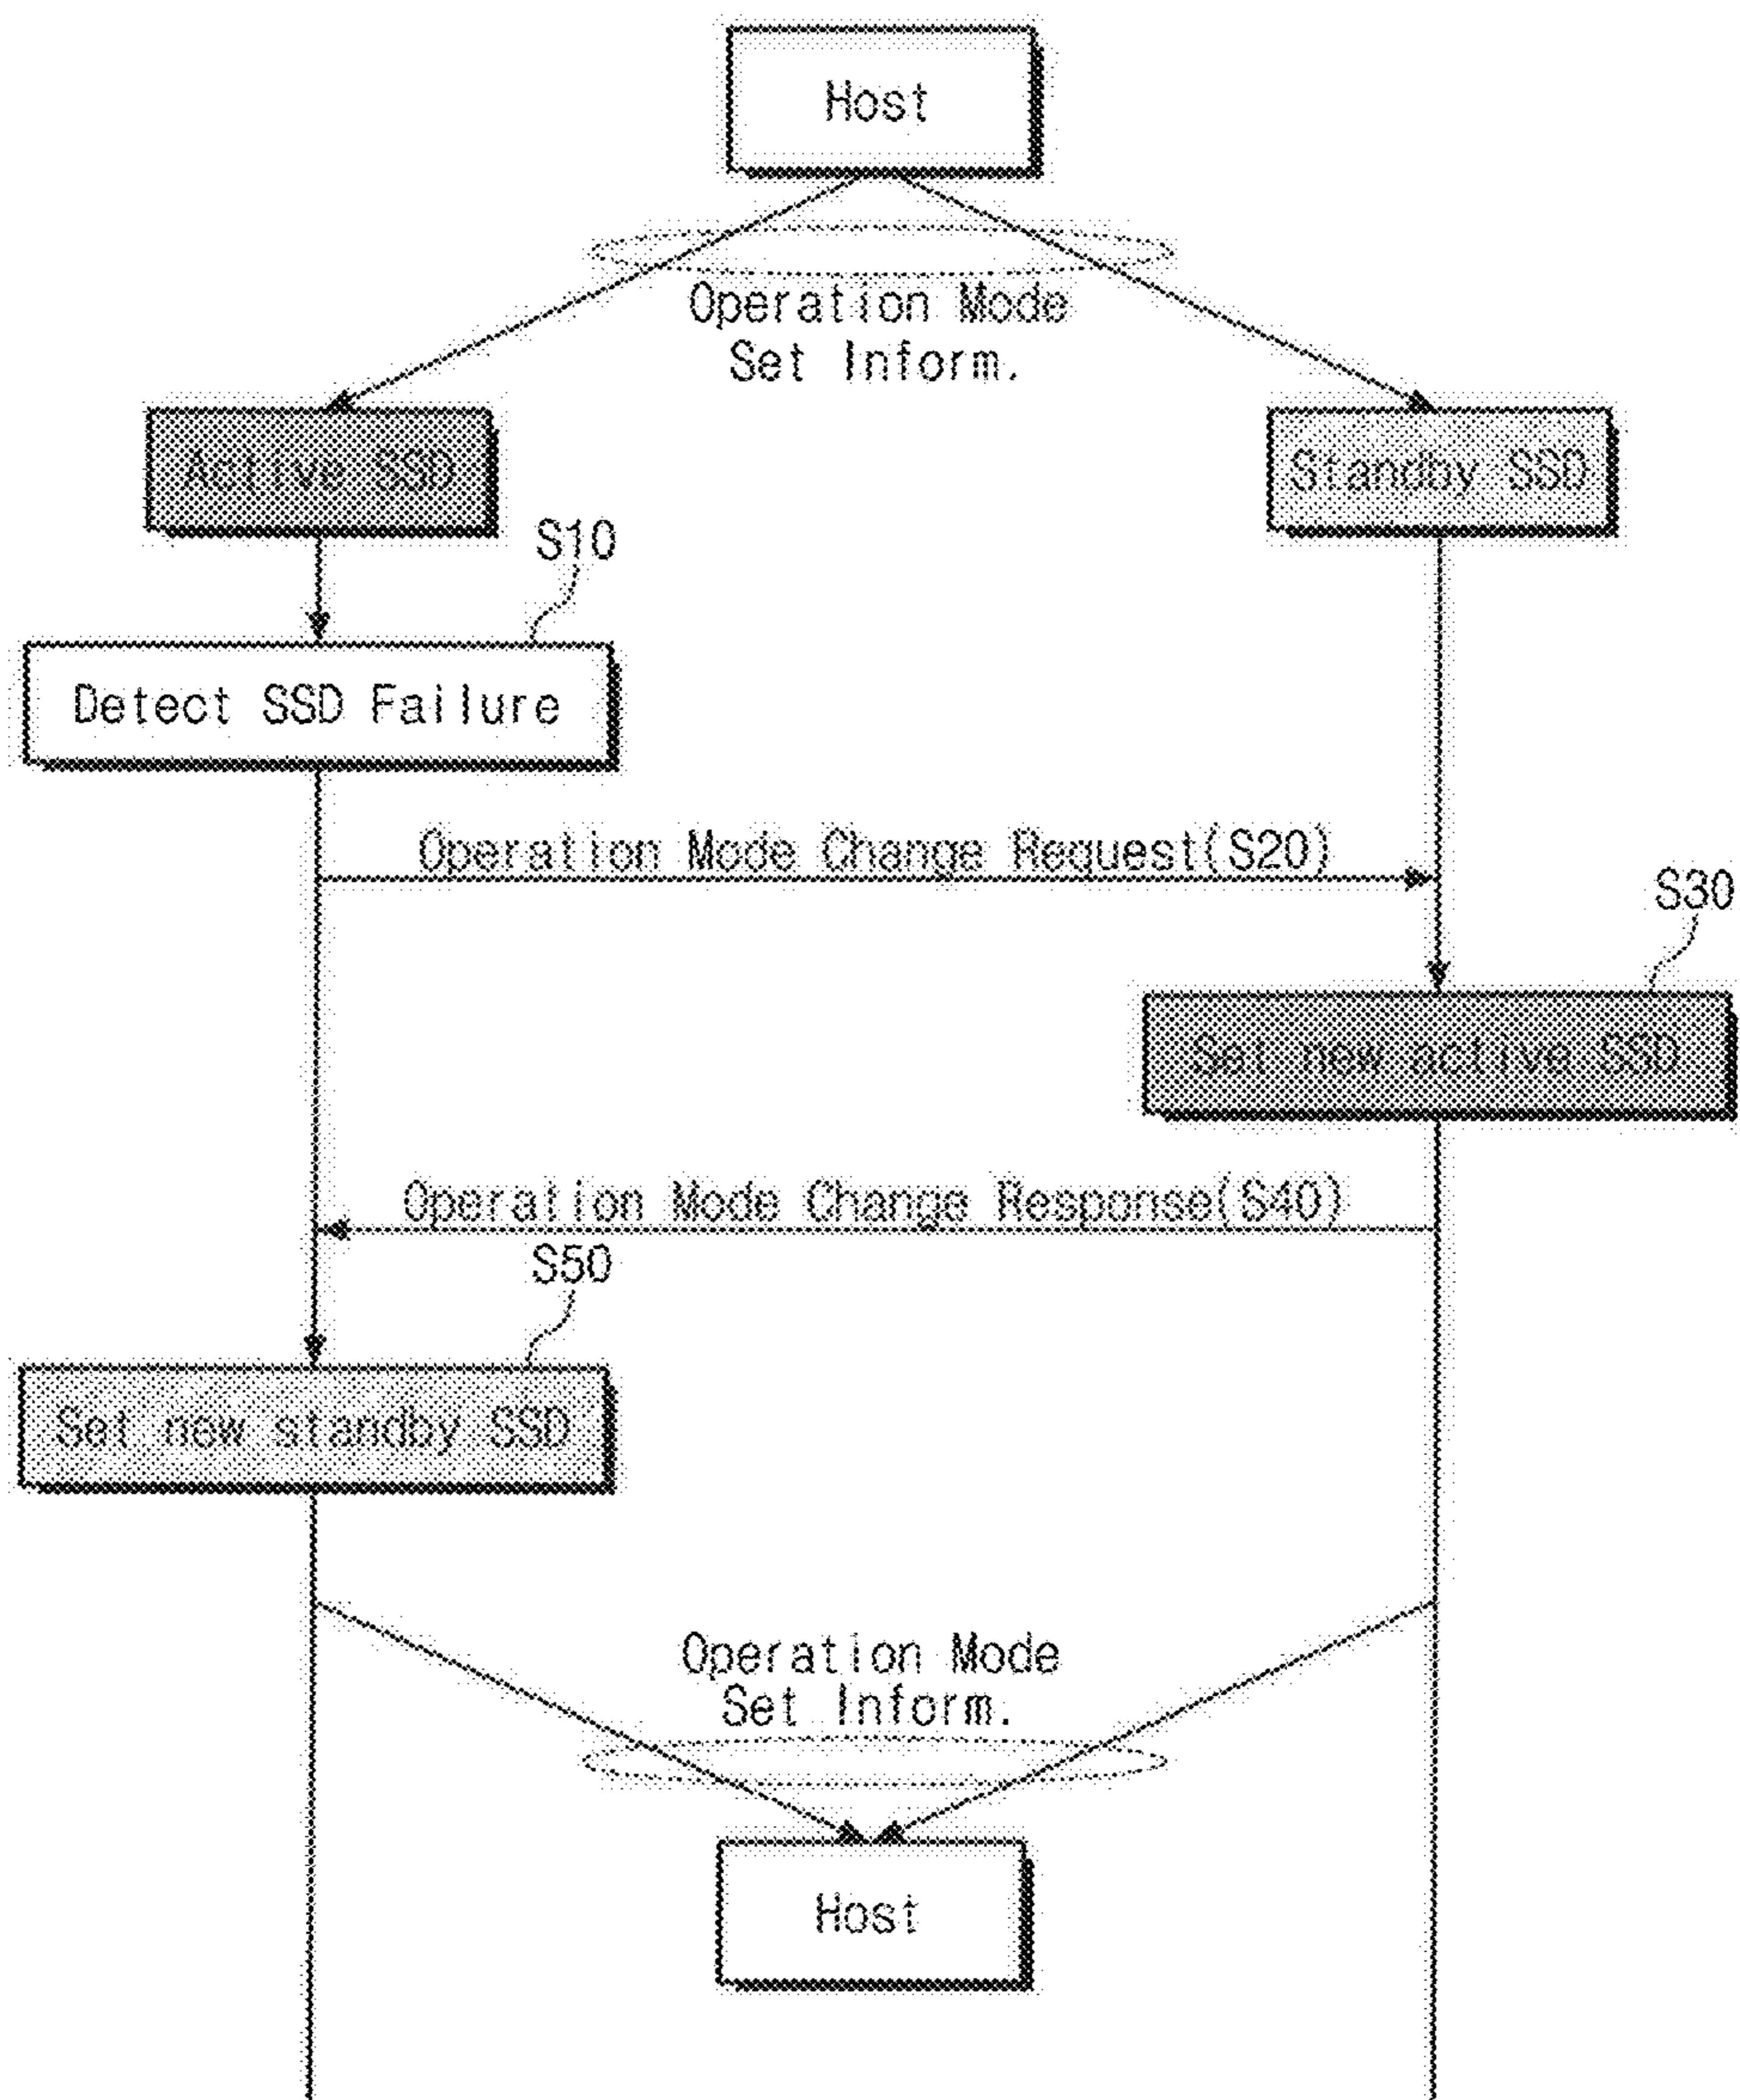 Host
Operation Mode
Set Inform.
Active SSD
Standby SSD
S10
Detect SSD Failure
Operation Mode Change Request(S20)
S30
Set new active SSD
Operation Mode Change Response(S40)
S50
Set new standby SSD
Operation Mode
Set Inform.
Host